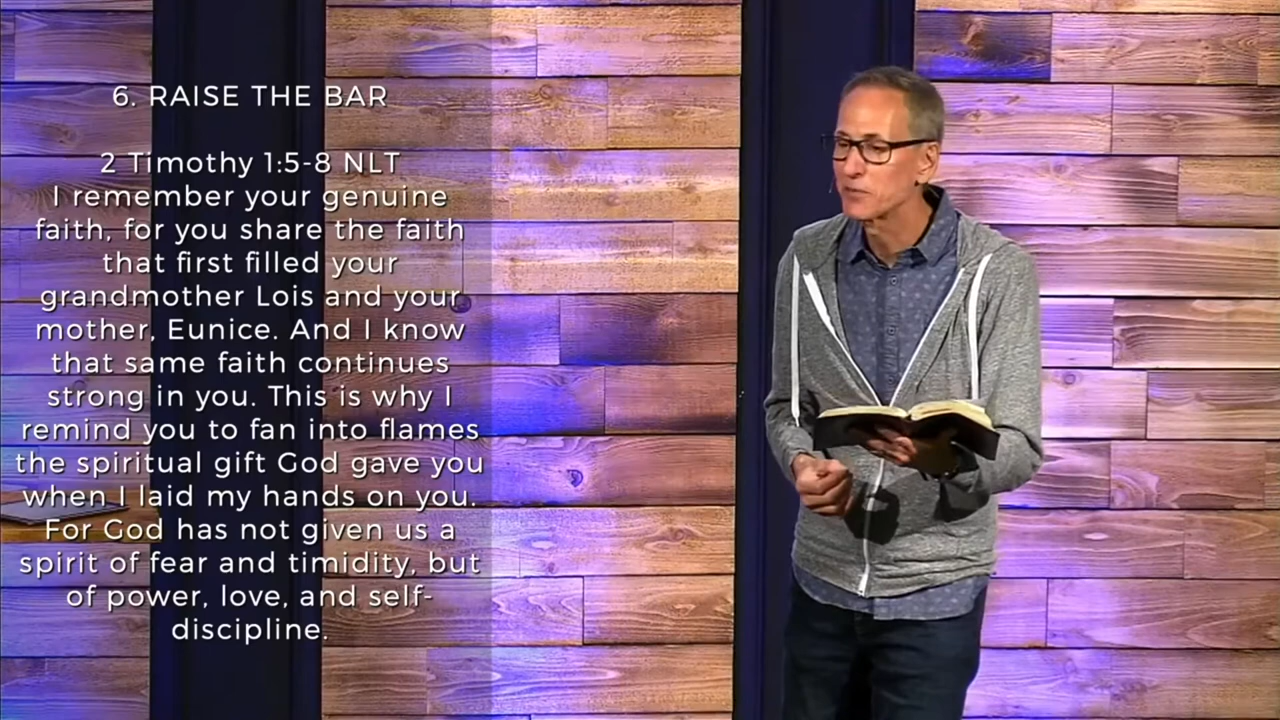 6. RAISE THE BAR
2 Timothy 1:5-8 NLT
I remember your genuine
faith, for you share the faith
that first filled your
grandmother Lois and your
mother, Eunice. And I know
that same faith continues
strong in you. This is why I
remind you to fan into flames
the spiritual gift God gave you
when I laid my hands on you.
For God has not given us a
spirit of fear and timidity, but
of power, love, and self-
discipline.